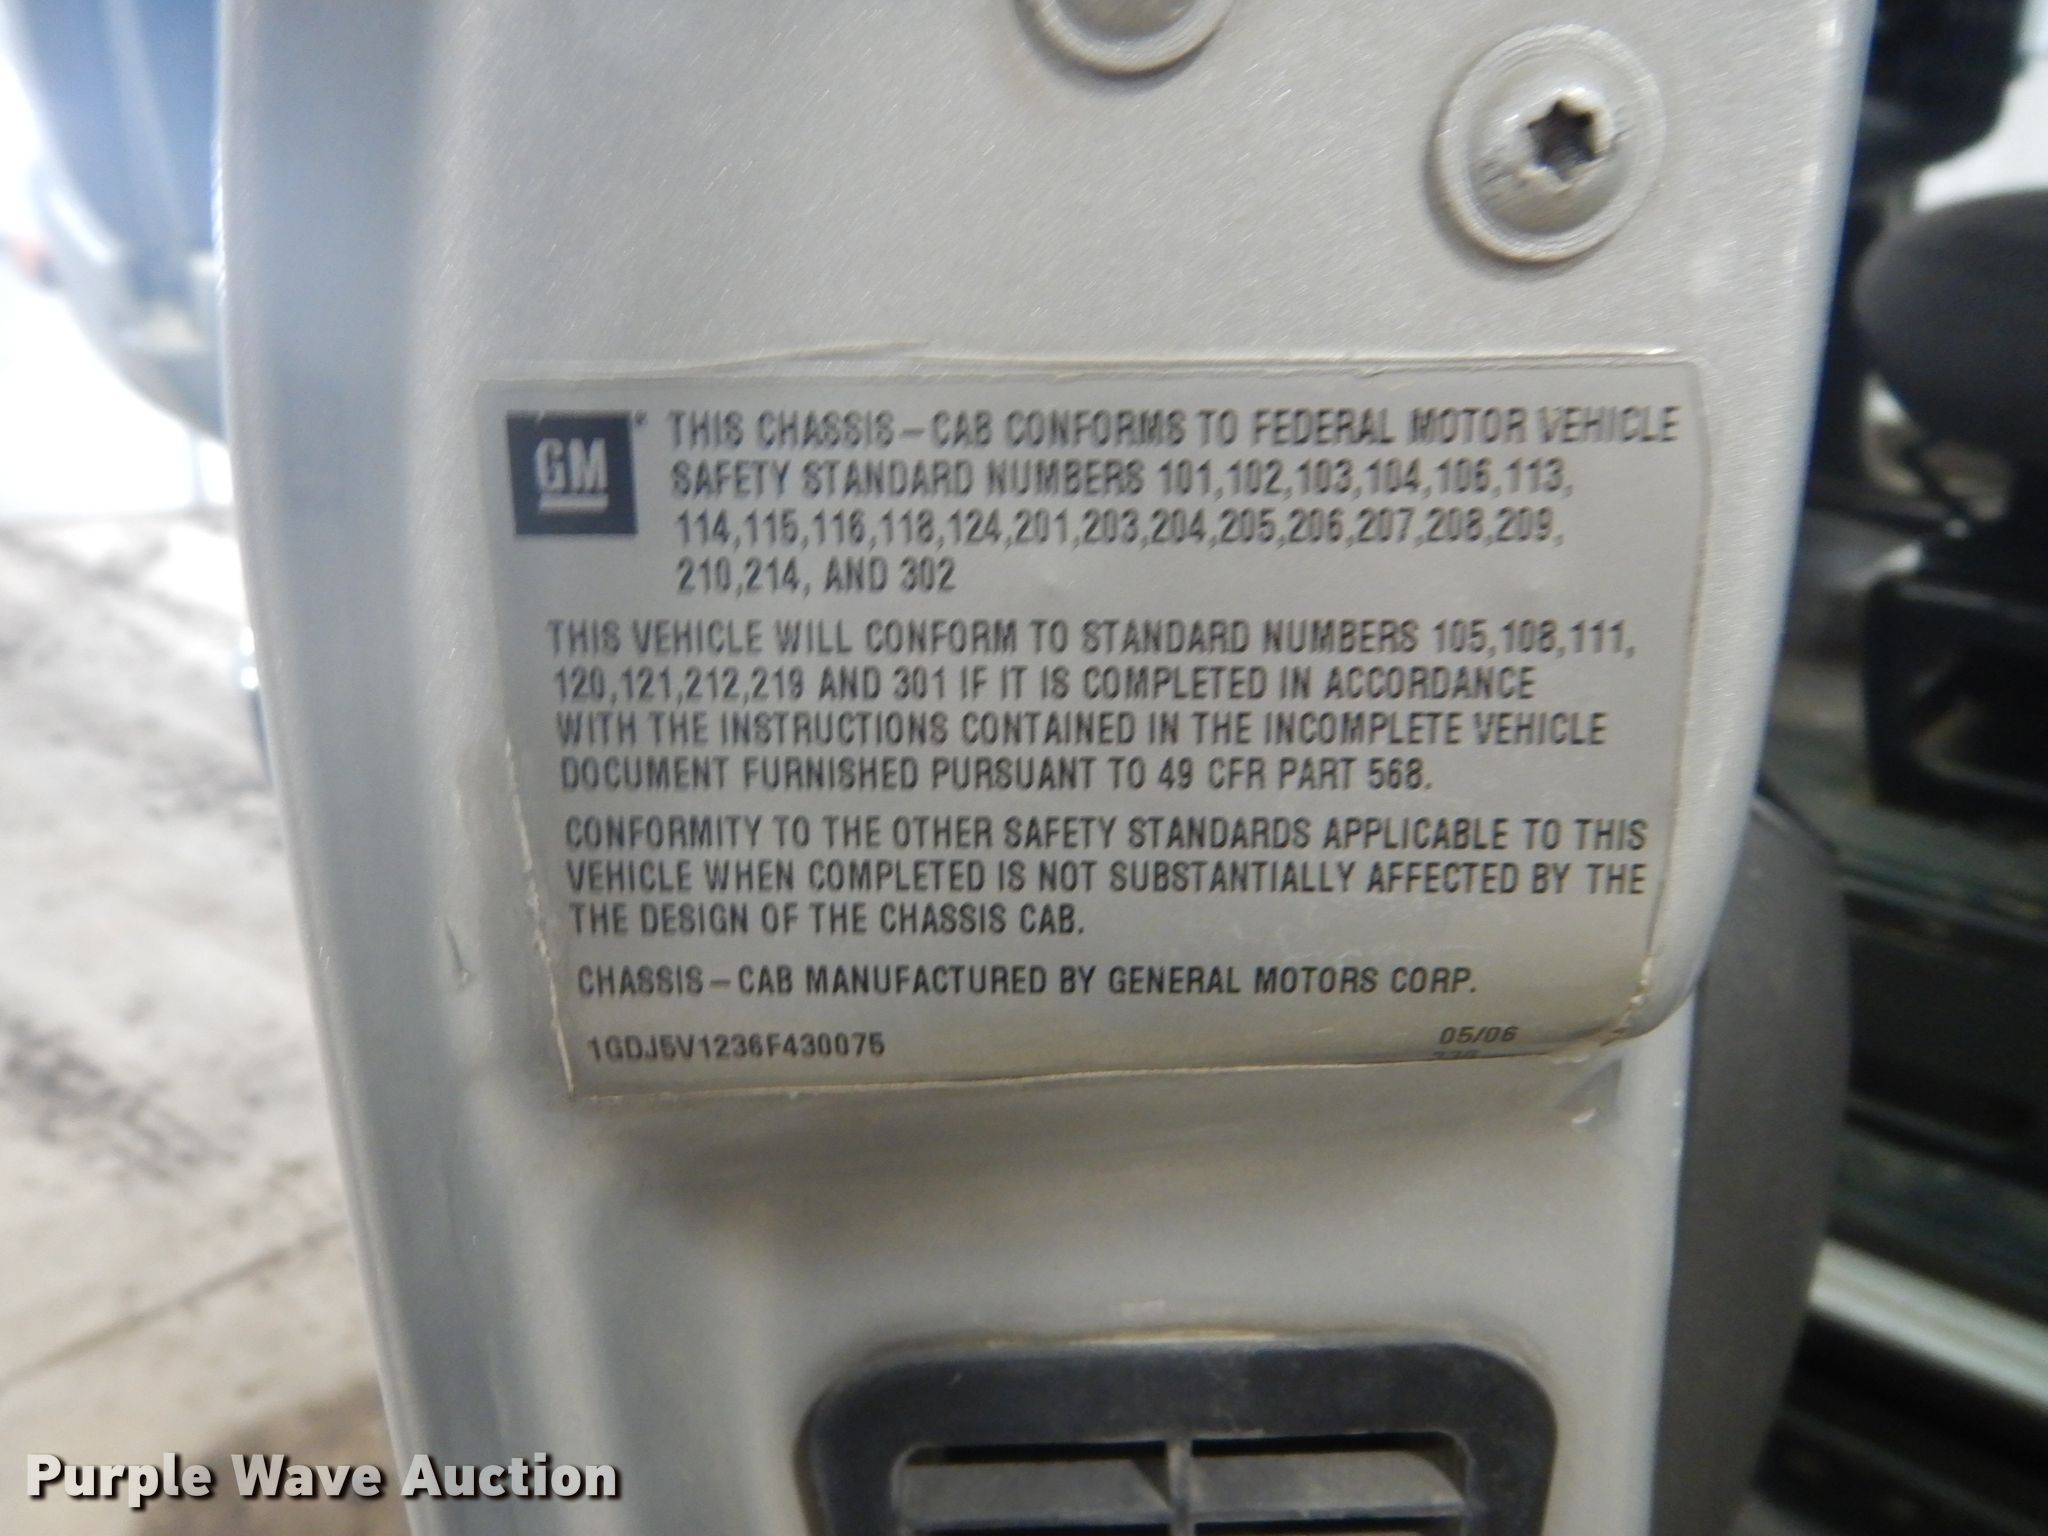 GM
THIS CHASSIS-CAB CONFORMS TO FEDERAL MOTOR VEHICLE
SAFETY STANDARD NUMBERS 101,102,103,104,106,113,
114,115,116,118,124,201,203,204,205,206,207,208,209,
210,214, AND 302
THIS VEHICLE WILL CONFORM TO STANDARD NUMBERS 105,108,111,
120,121,212,219 AND 301 IF IT IS COMPLETED IN ACCORDANCE
WITH THE INSTRUCTIONS CONTAINED IN THE INCOMPLETE VEHICLE
DOCUMENT FURNISHED PURSUANT TO 49 CFR PART 568.
CONFORMITY TO THE OTHER SAFETY STANDARDS APPLICABLE TO THIS
VEHICLE WHEN COMPLETED IS NOT SUBSTANTIALLY AFFECTED BY THE
THE DESIGN OF THE CHASSIS CAB.
CHASSIS-CAB MANUFACTURED BY GENERAL MOTORS CORP.
1GDJ5V1236F430075 05/06
Purple Wave Auction